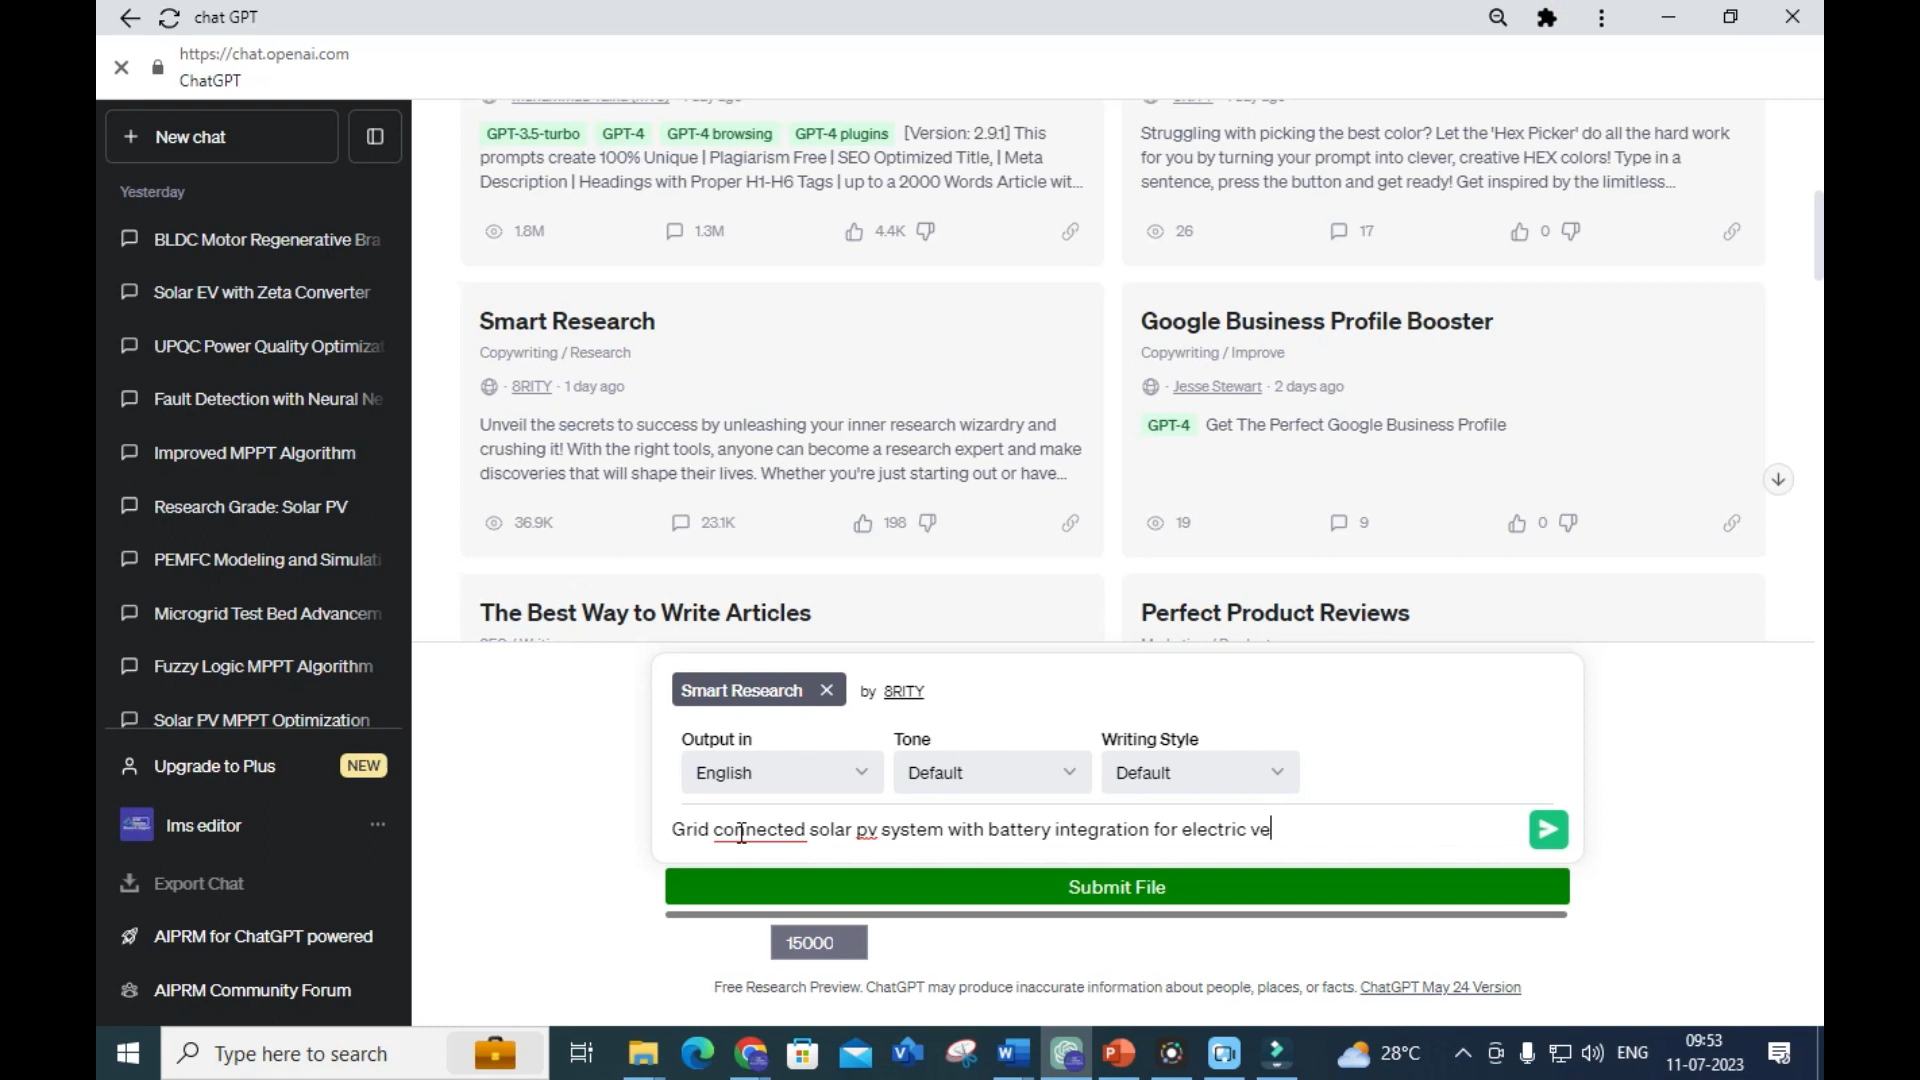 chat GPT
https://chat.openai.com
ChatGPT
New chat
Yesterday
BLDC Motor Regenerative Bra
Solar EV with Zeta Converter
UPQC Power Quality Optimizat
Fault Detection with Neural Ne
Improved MPPT Algorithm
Research Grade: Solar PV
PEMFC Modeling and Simulati
Microgrid Test Bed Advancem
Fuzzy Logic MPPT Algorithm
Solar PV MPPT Optimization
Upgrade to Plus NEW
lms editor
Export Chat
AIPRM for ChatGPT powered
AIPRM Community Forum
GPT-3.5-turbo GPT-4 GPT-4 browsing GPT-4 plugins [Version: 2.9.1] This
prompts create 100% Unique | Plagiarism Free | SEO Optimized Title, | Meta
Description | Headings with Proper H1-H6 Tags | up to a 2000 Words Article wit...
1.8M 1.3M 4.4K
Struggling with picking the best color? Let the 'Hex Picker' do all the hard work
for you by turning your prompt into clever, creative HEX colors! Type in a
sentence, press the button and get ready! Get inspired by the limitless...
26 17 0
Smart Research
Copywriting / Research
· 8RITY · 1 day ago
Unveil the secrets to success by unleashing your inner research wizardry and
crushing it! With the right tools, anyone can become a research expert and make
discoveries that will shape their lives. Whether you're just starting out or have...
36.9K 23.1K 198
Google Business Profile Booster
Copywriting / Improve
· Jesse Stewart · 2 days ago
GPT-4 Get The Perfect Google Business Profile
19 9 0
The Best Way to Write Articles
Perfect Product Reviews
Smart Research by 8RITY
Output in Tone Writing Style
English Default Default
Grid connected solar pv system with battery integration for electric ve
Submit File
15000
Free Research Preview. ChatGPT may produce inaccurate information about people, places, or facts. ChatGPT May 24 Version
Type here to search
28°C
ENG
09:53
11-07-2023